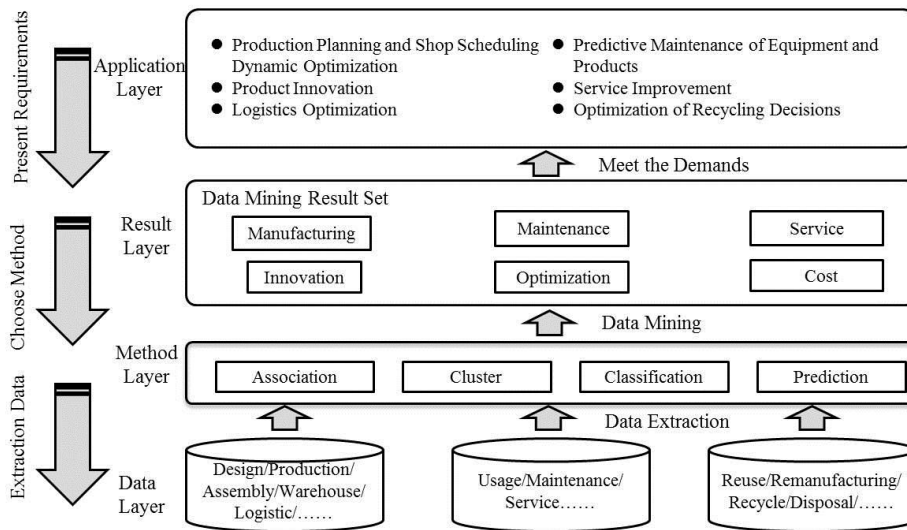 Present Requirements
Application
Layer
● Production Planning and Shop Scheduling
Dynamic Optimization
● Product Innovation
● Logistics Optimization
● Predictive Maintenance of Equipment and
Products
● Service Improvement
● Optimization of Recycling Decisions
Meet the Demands
Choose Method
Result
Layer
Data Mining Result Set
Manufacturing
Maintenance
Service
Innovation
Optimization
Cost
Data Mining
Method
Layer
Association
Cluster
Classification
Prediction
Extraction Data
Data Extraction
Data
Layer
Design/Production/
Assembly/Warehouse/
Logistic/……
Usage/Maintenance/
Service……
Reuse/Remanufacturing/
Recycle/Disposal/……